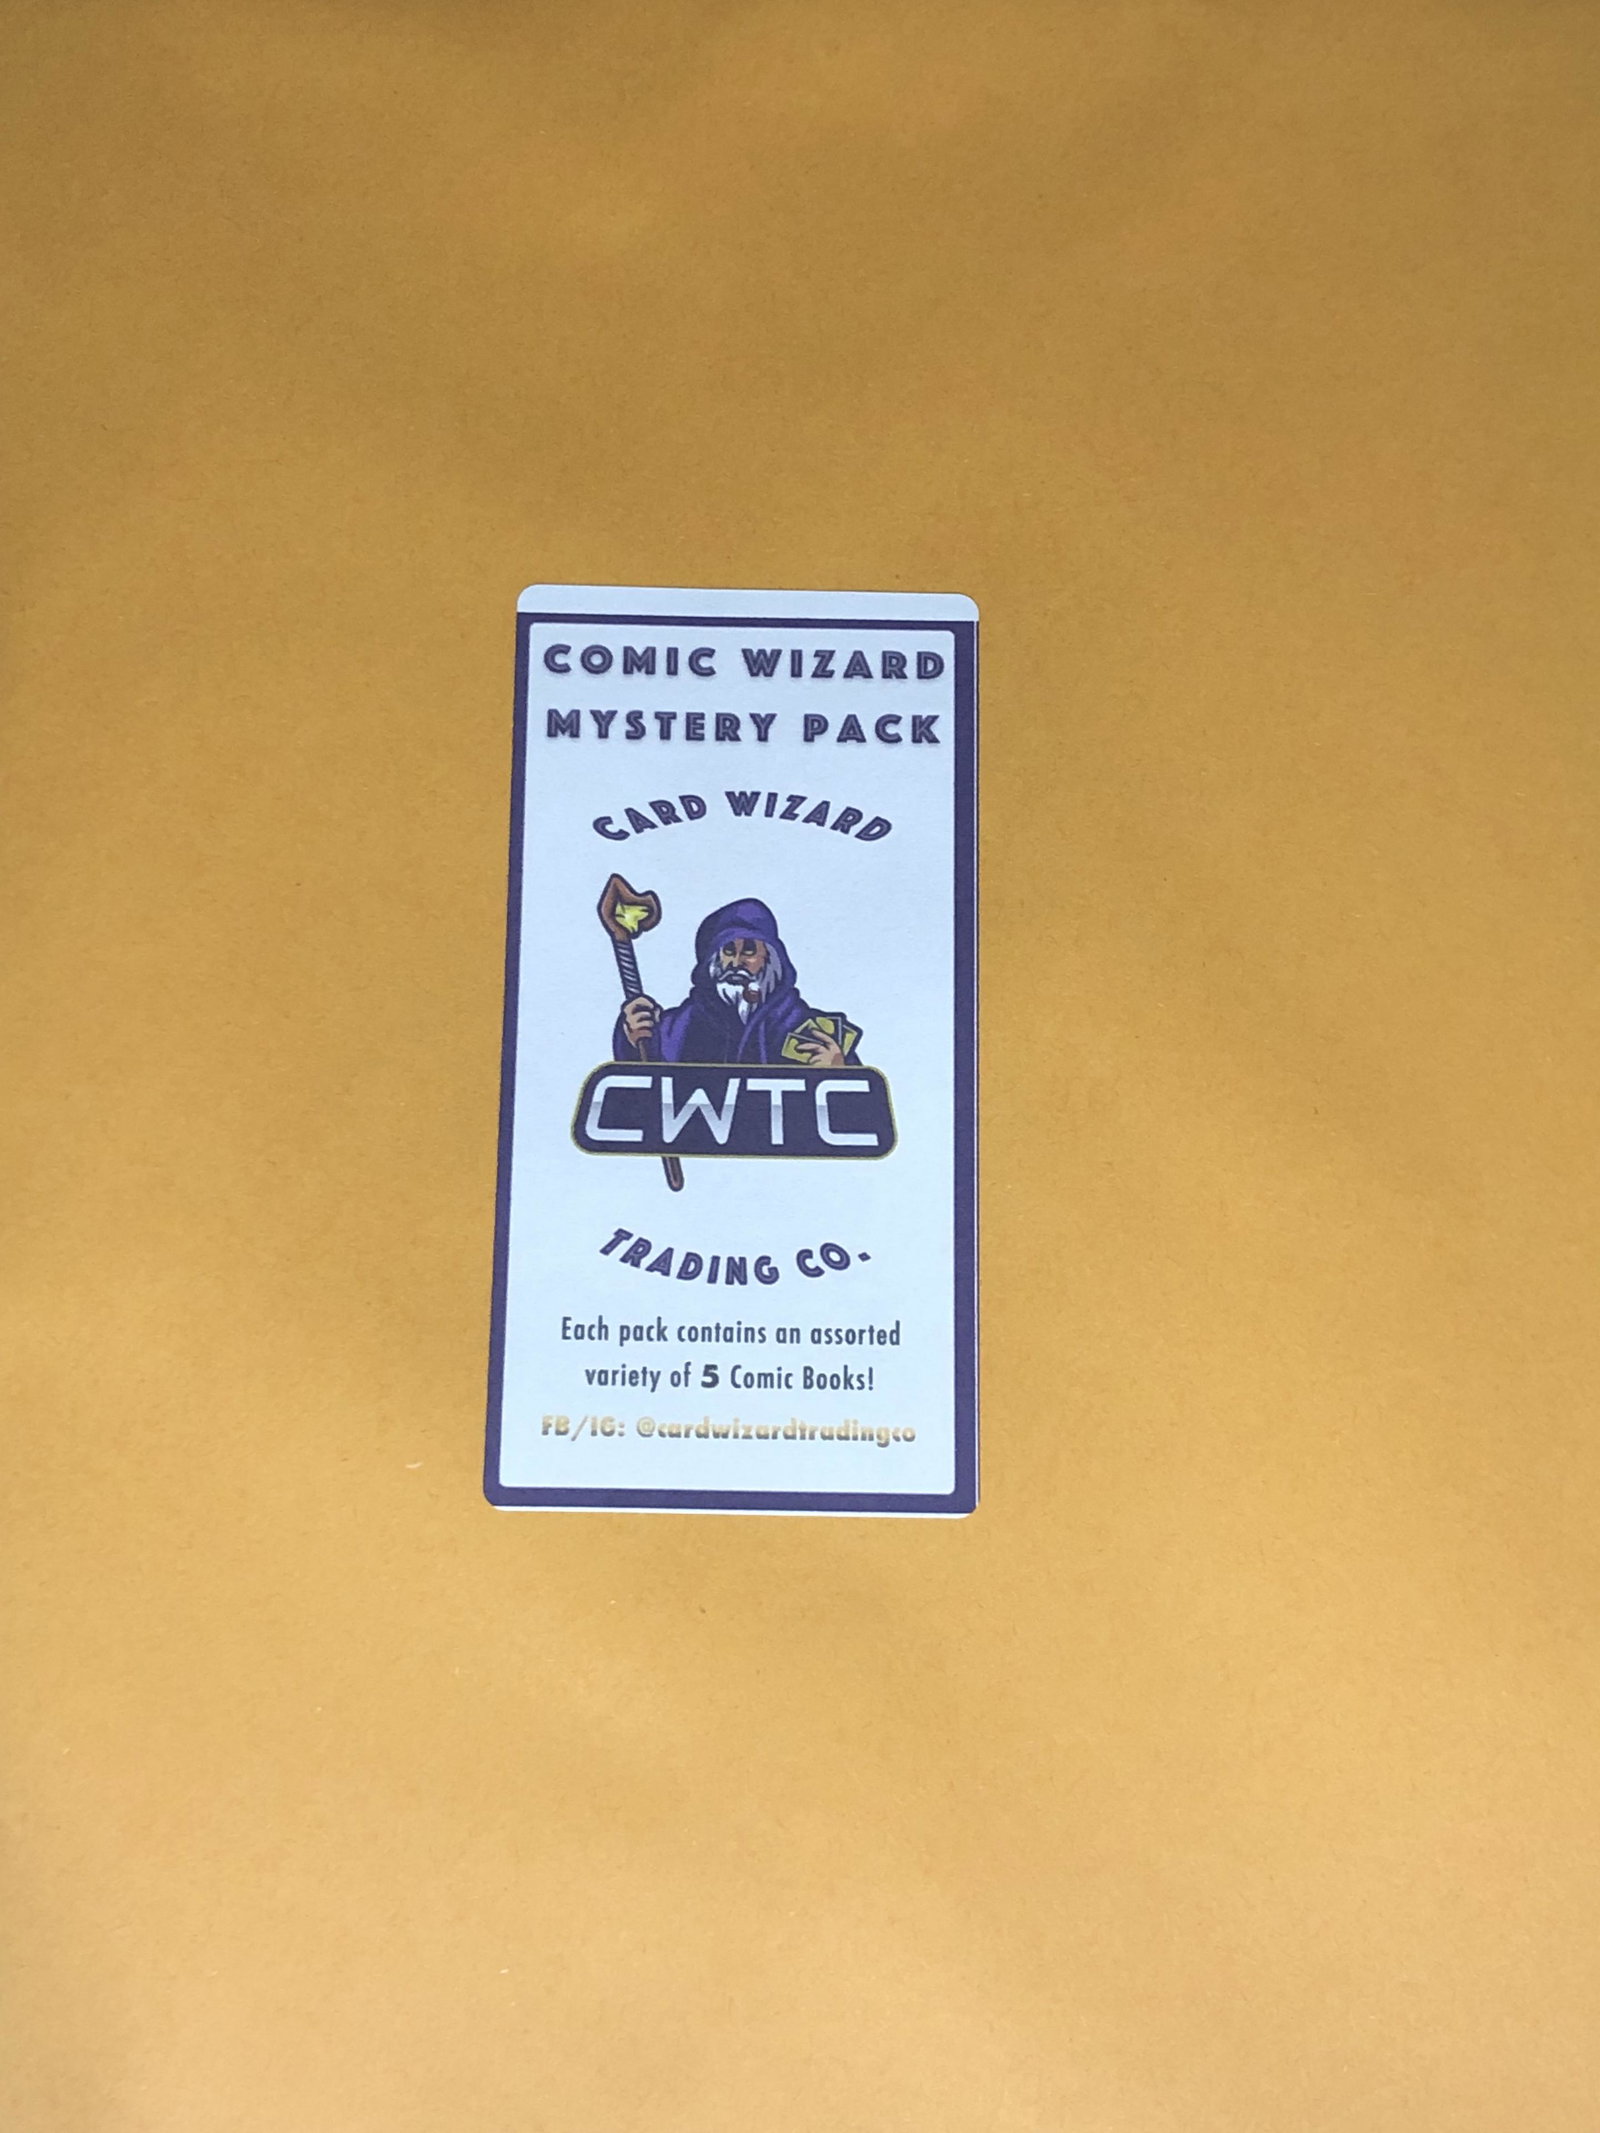 COMIC WIZARD
MYSTERY PACK
CARD WIZARD
CWTC
TRADING CO.
Each pack contains an assorted
variety of 5 Comic Books!
FB/IG: @cardwizardtradingco